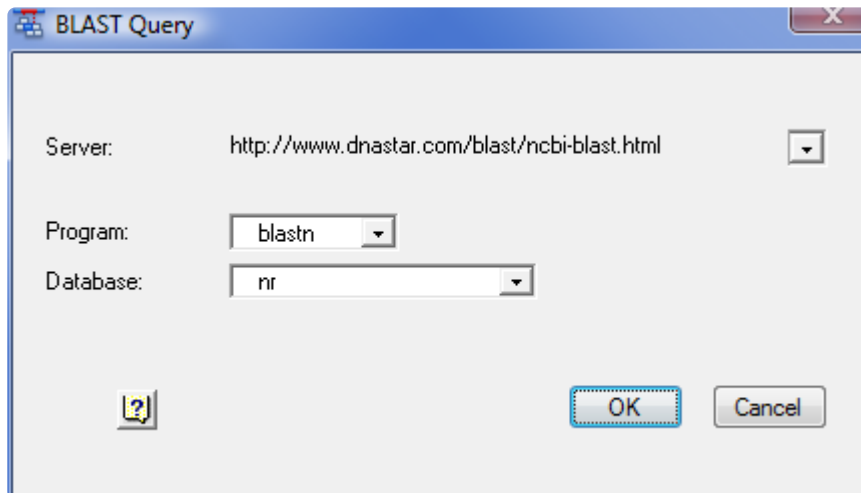 BLAST Query
Server: http://www.dnastar.com/blast/ncbi-blast.html
Program: blastn
Database: nr
OK Cancel